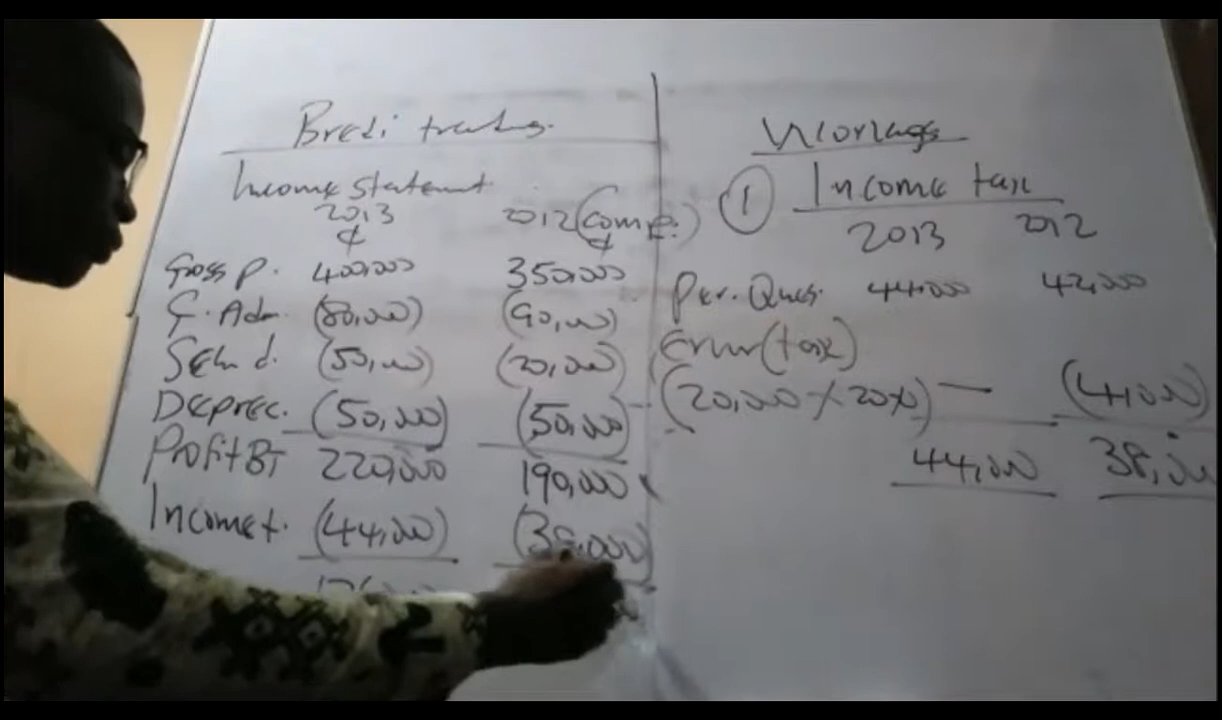 Income statement
2013 2012 (comp.)
¢ ¢
Gross p. 400,000 350,000
G. Adm. (80,000) (90,000)
(50,000) (20,000)
Deprec. (50,000) (50,000)
Profit BT 220,000 190,000
Income t. (44,000) (38,000)
Workings
① Income tax
2013 2012
Per. Ques. 44,000 42,000
Error (tax)
(20,000 X 20%) — (4,000)
44,000 38,000